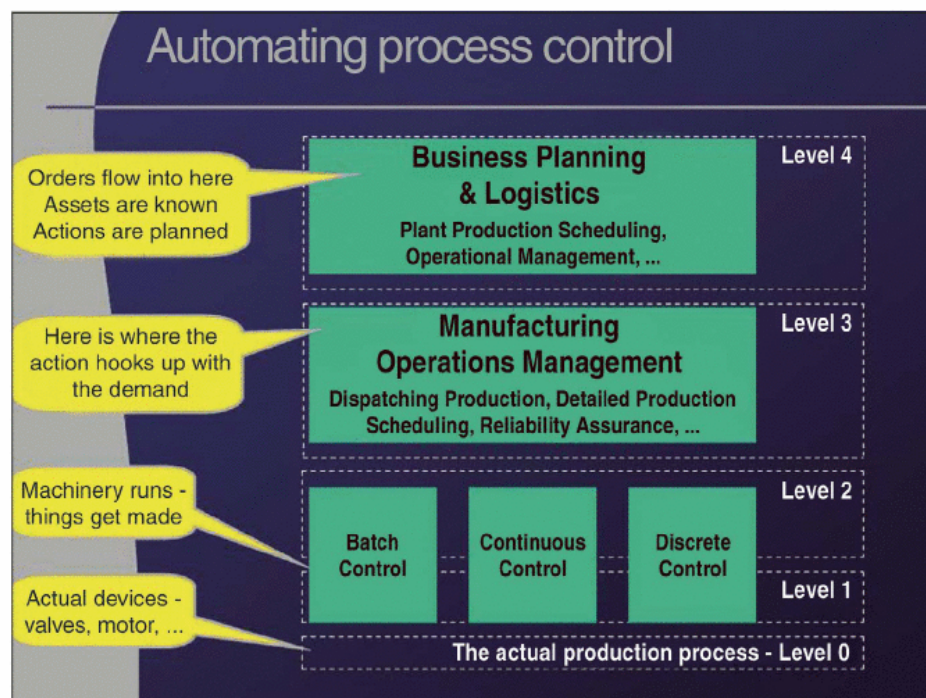 Automating process control
Orders flow into here
Assets are known
Actions are planned
Business Planning
& Logistics
Plant Production Scheduling,
Operational Management, ...
Level 4
Here is where the
action hooks up with
the demand
Manufacturing
Operations Management
Dispatching Production, Detailed Production
Scheduling, Reliability Assurance, ...
Level 3
Machinery runs -
things get made
Batch
Control
Continuous
Control
Discrete
Control
Level 2
Level 1
Actual devices -
valves, motor, ...
The actual production process - Level 0